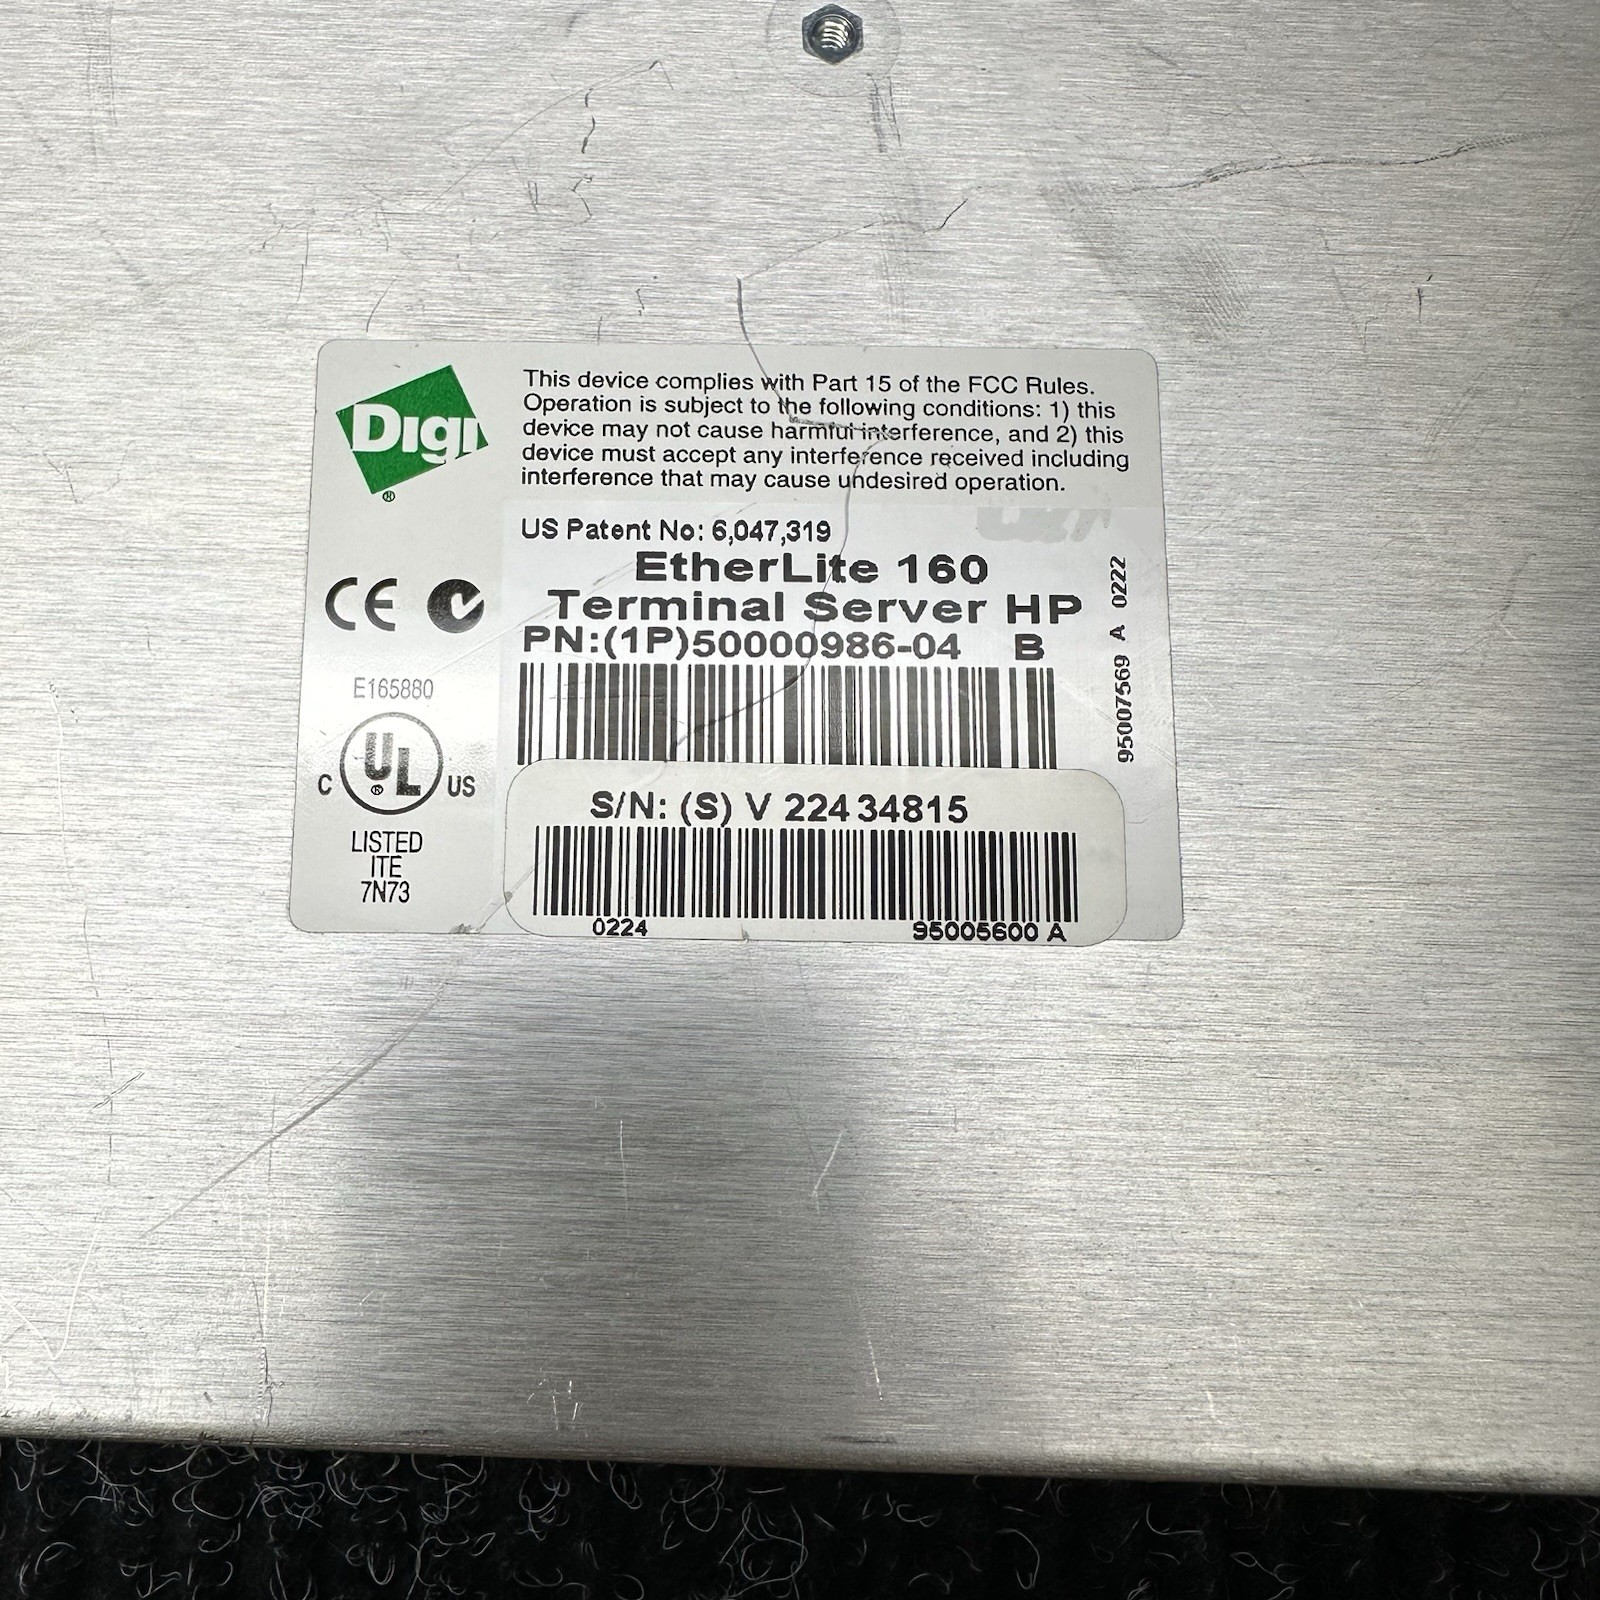 Digi
®
This device complies with Part 15 of the FCC Rules.
Operation is subject to the following conditions: 1) this
device may not cause harmful interference, and 2) this
device must accept any interference received including
interference that may cause undesired operation.
US Patent No: 6,047,319
EtherLite 160
Terminal Server HP
PN:(1P)50000986-04 B
95007569 A 0222
CE
E165880
C UL ® US
LISTED
ITE
7N73
S/N: (S) V 22434815
0224 95005600 A